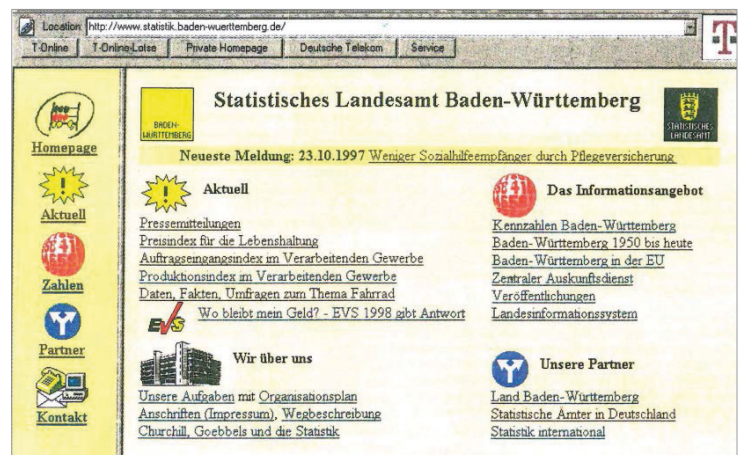 Location: http://www.statistik.baden-wuerttemberg.de/
T-Online T-Online-Lotse Private Homepage Deutsche Telekom Service
T
BADEN-WÜRTTEMBERG
Statistisches Landesamt Baden-Württemberg
STATISTISCHES LANDESAMT
Neueste Meldung: 23.10.1997 Weniger Sozialhilfeempfänger durch Pflegeversicherung
Homepage
Aktuell
Zahlen
Partner
Kontakt
Aktuell
Pressemitteilungen
Preisindex für die Lebenshaltung
Auftragseingangsindex im Verarbeitenden Gewerbe
Produktionsindex im Verarbeitenden Gewerbe
Daten, Fakten, Umfragen zum Thema Fahrrad
EVS Wo bleibt mein Geld? - EVS 1998 gibt Antwort
Das Informationsangebot
Kennzahlen Baden-Württemberg
Baden-Württemberg 1950 bis heute
Baden-Württemberg in der EU
Zentraler Auskunftsdienst
Veröffentlichungen
Landesinformationssystem
Wir über uns
Unsere Aufgaben mit Organisationsplan
Anschriften (Impressum), Wegbeschreibung
Churchill, Goebbels und die Statistik
Unsere Partner
Land Baden-Württemberg
Statistische Ämter in Deutschland
Statistik international